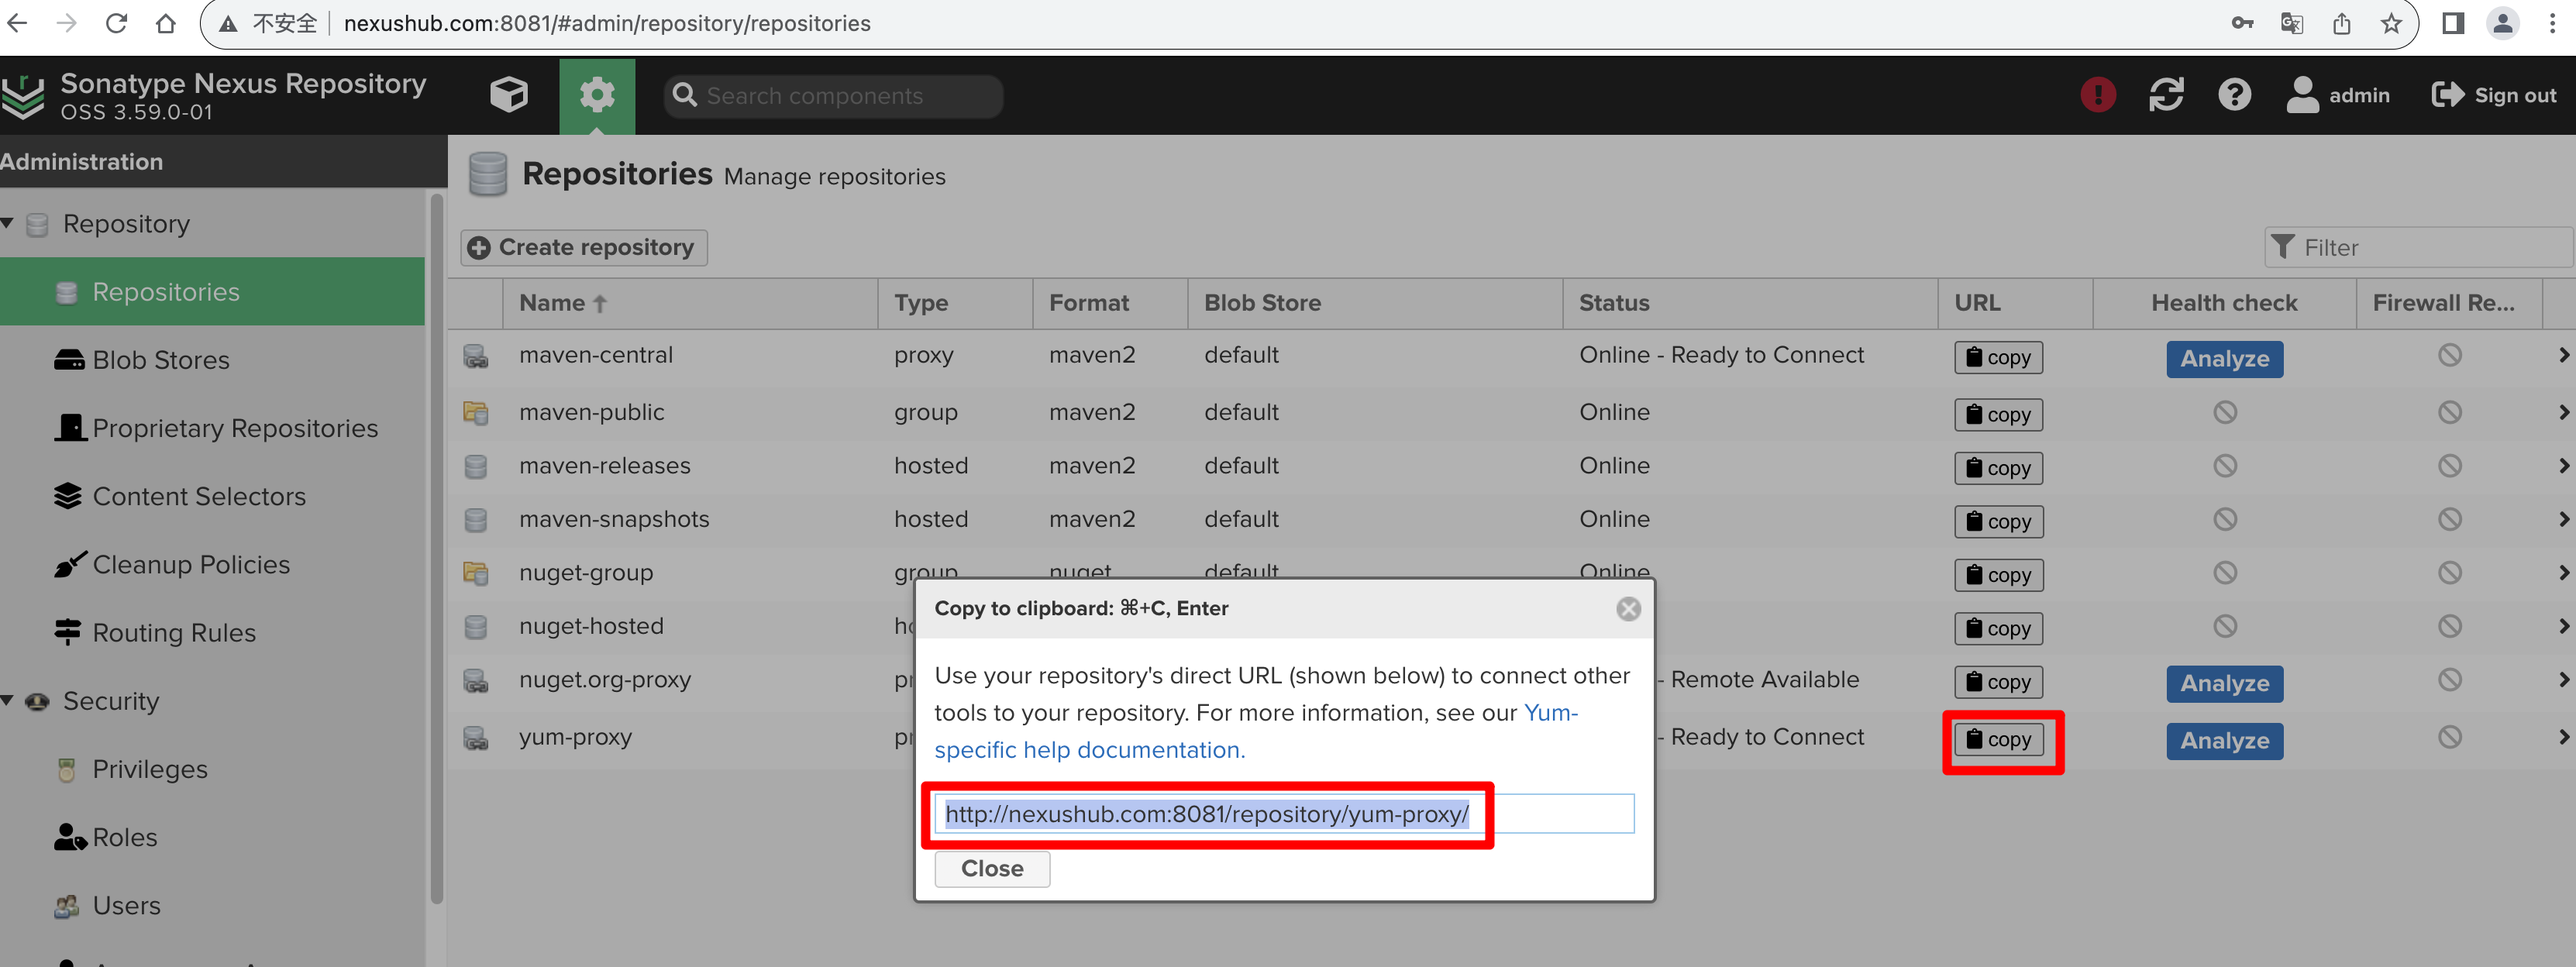 不安全 nexushub.com:8081/#admin/repository/repositories
Sonatype Nexus Repository
OSS 3.59.0-01
Search components
admin
Sign out
Administration
Repository
Repositories
Blob Stores
Proprietary Repositories
Content Selectors
Cleanup Policies
Routing Rules
Security
Privileges
Roles
Users
Repositories Manage repositories
Create repository
Filter
Name Type Format Blob Store Status URL Health check Firewall Re...
maven-central proxy maven2 default Online - Ready to Connect copy Analyze
maven-public group maven2 default Online copy
maven-releases hosted maven2 default Online copy
maven-snapshots hosted maven2 default Online copy
nuget-group group nuget default Online copy
nuget-hosted copy
nuget.org-proxy - Remote Available copy Analyze
yum-proxy - Ready to Connect copy Analyze
Copy to clipboard: ⌘+C, Enter
Use your repository's direct URL (shown below) to connect other
tools to your repository. For more information, see our Yum-
specific help documentation.
http://nexushub.com:8081/repository/yum-proxy/
Close